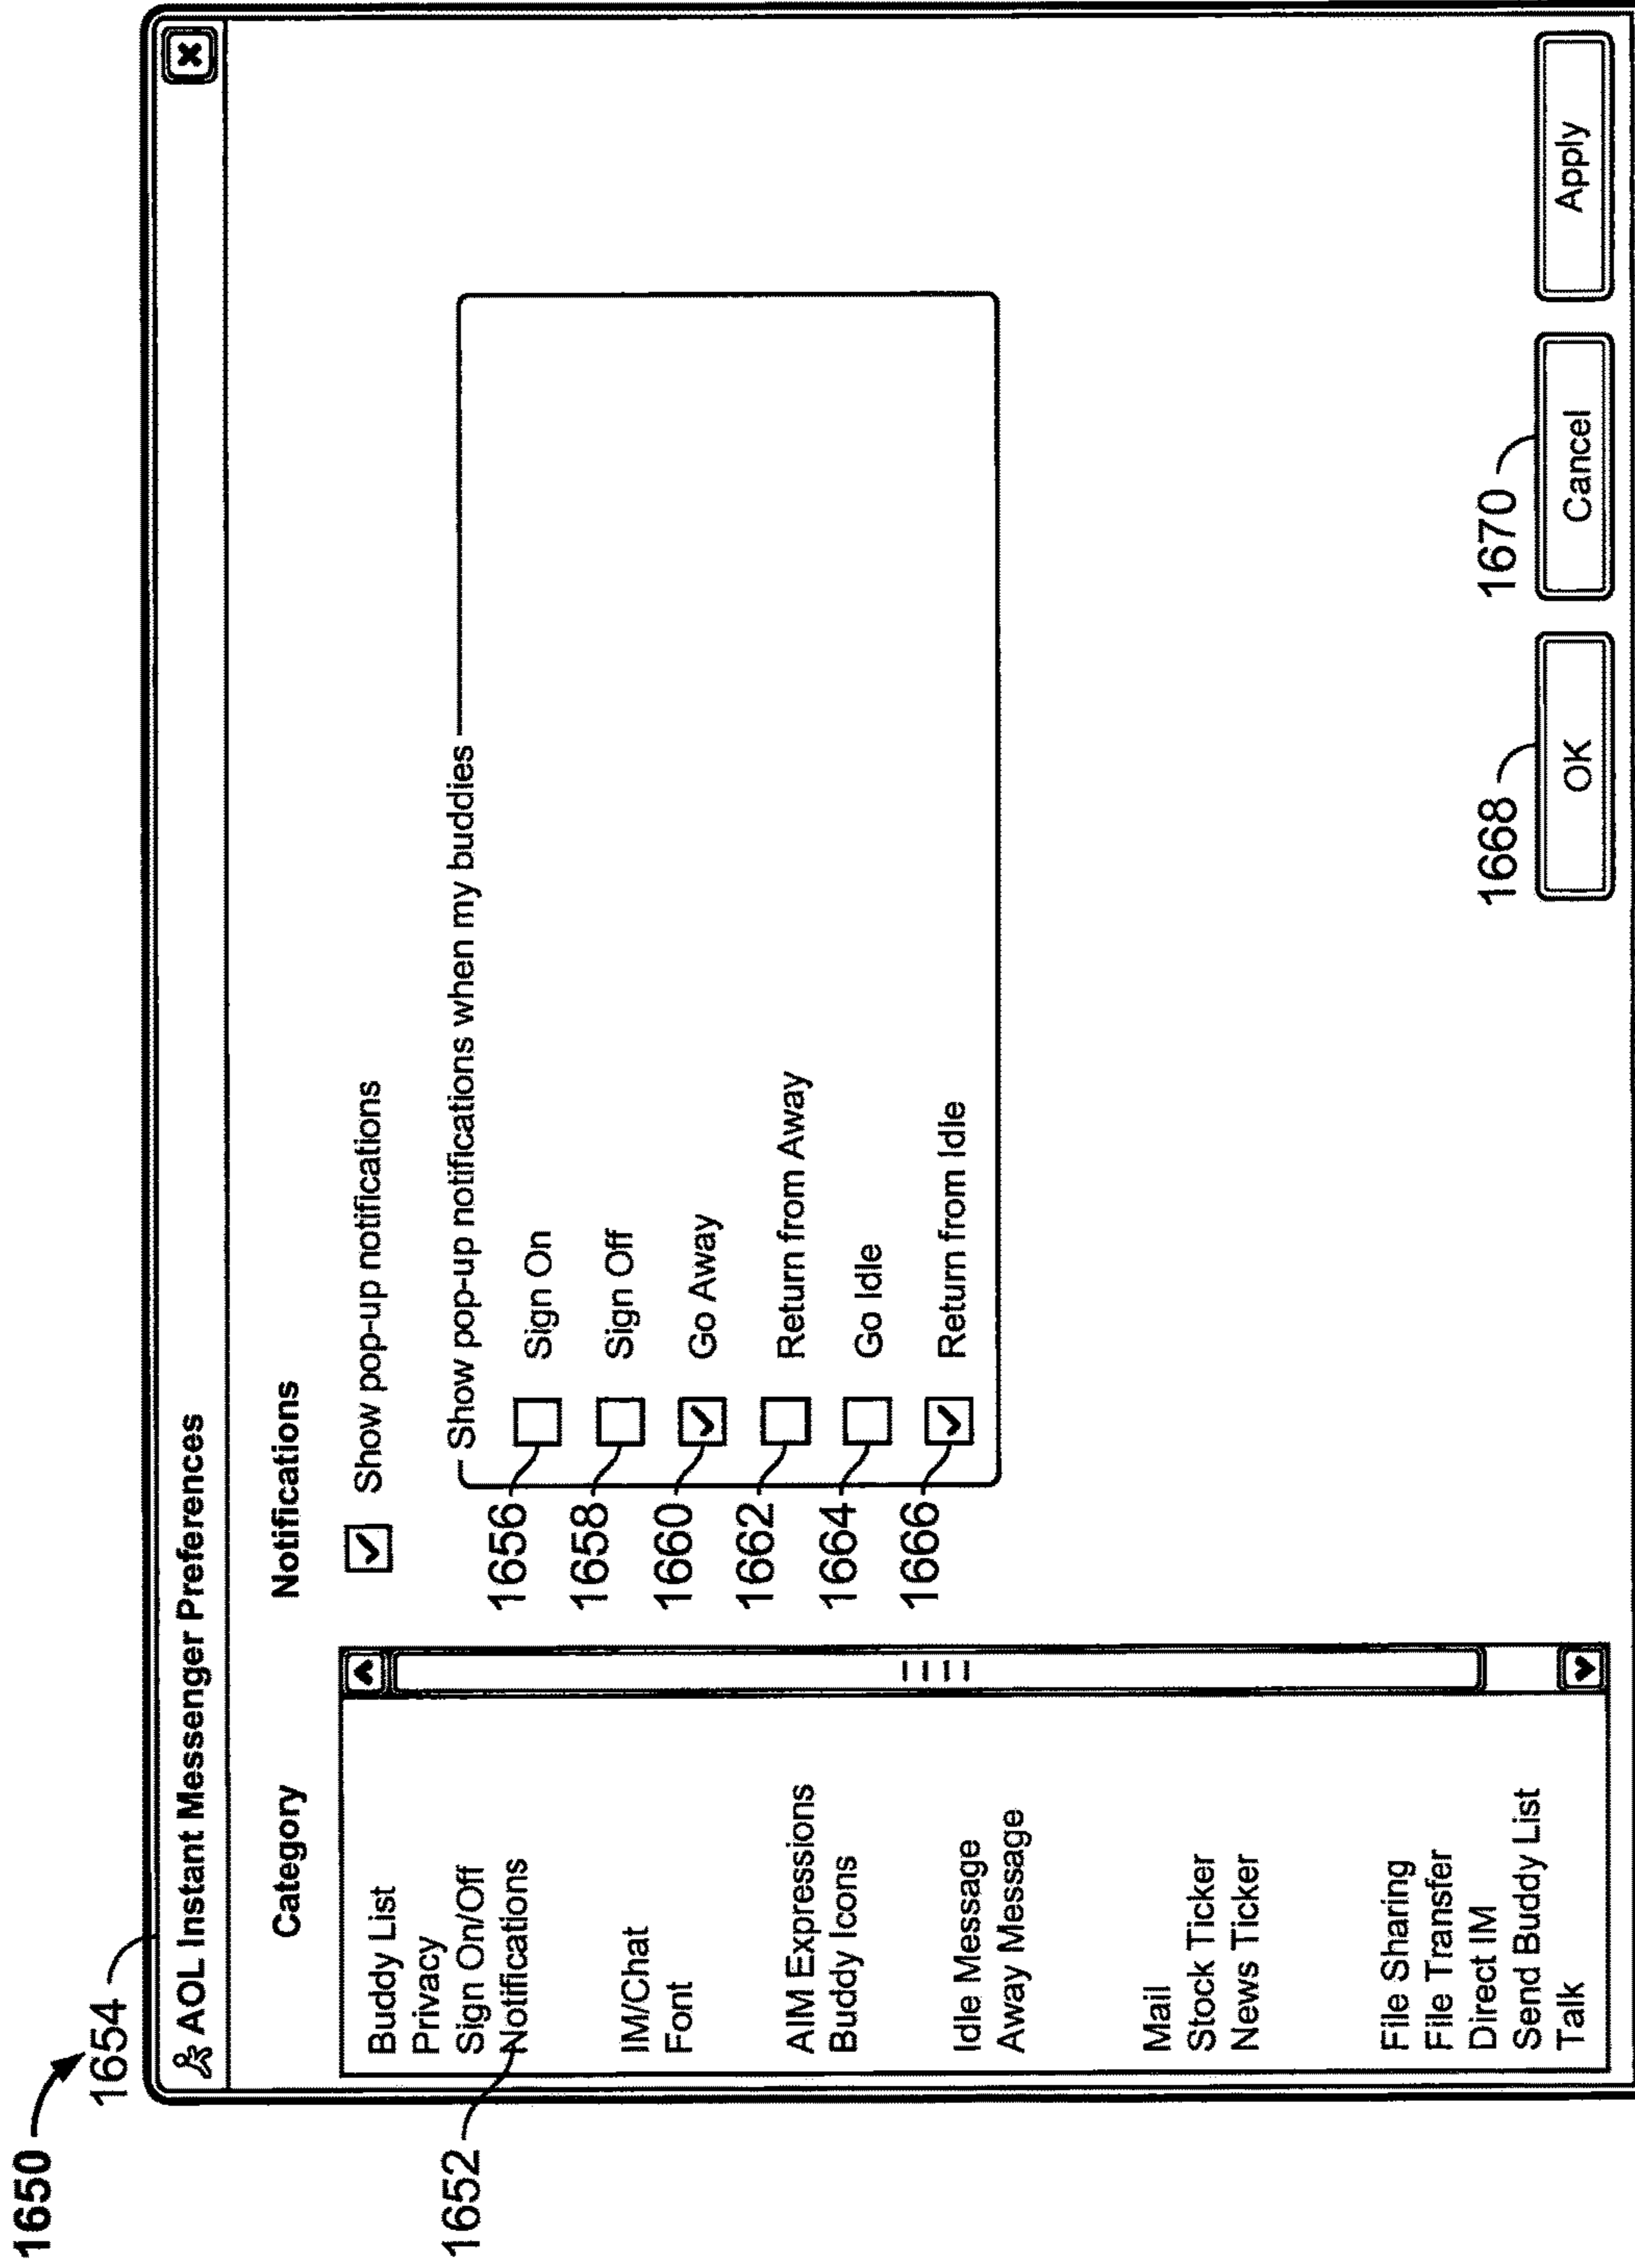 1650
1654
AOL Instant Messenger Preferences
Category
Buddy List
Privacy
Sign On/Off
Notifications
1652
IM/Chat
Font
AIM Expressions
Buddy Icons
Idle Message
Away Message
Mail
Stock Ticker
News Ticker
File Sharing
File Transfer
Direct IM
Send Buddy List
Talk
Notifications
Show pop-up notifications
Show pop-up notifications when my buddies
1656 Sign On
1658 Sign Off
1660 Go Away
1662 Return from Away
1664 Go Idle
1666 Return from Idle
1668 1670
OK Cancel Apply